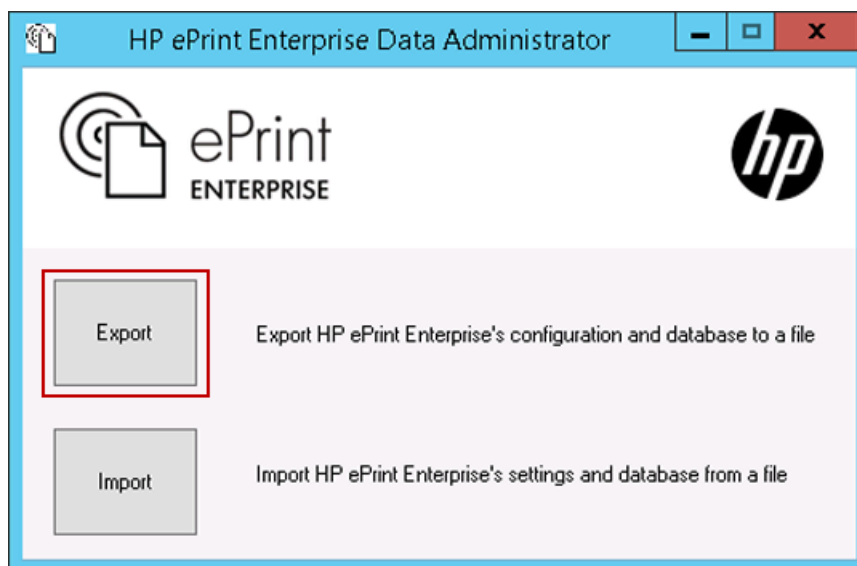 HP ePrint Enterprise Data Administrator
ePrint
ENTERPRISE
hp
Export
Export HP ePrint Enterprise's configuration and database to a file
Import
Import HP ePrint Enterprise's settings and database from a file